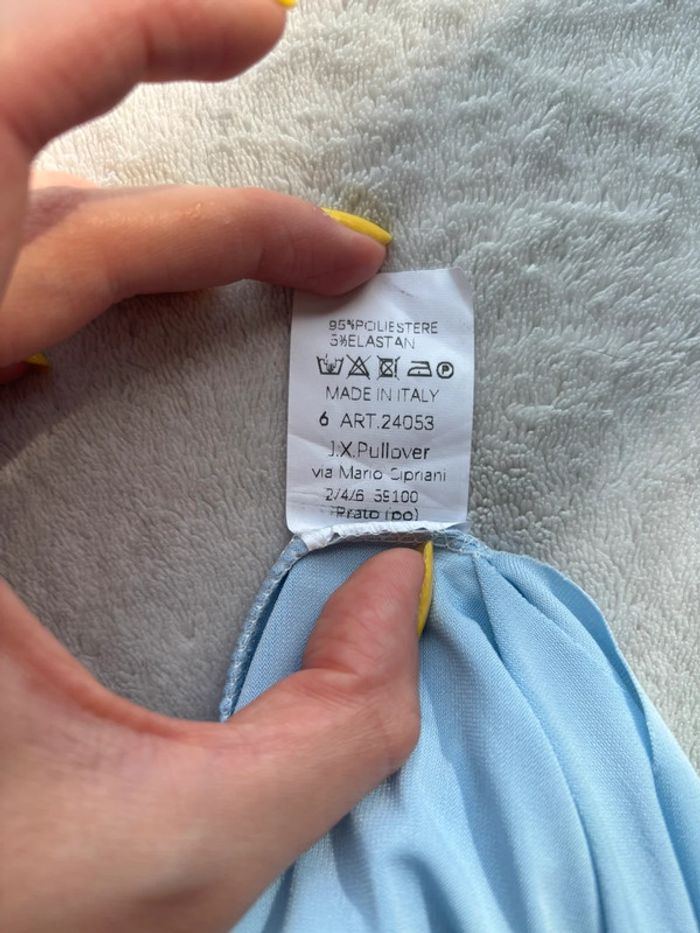 95%POLIESTERE
5%ELASTAN
MADE IN ITALY
6 ART.24053
J.X.Pullover
via Mario Cipriani
2/4/6 59100
Prato (po)